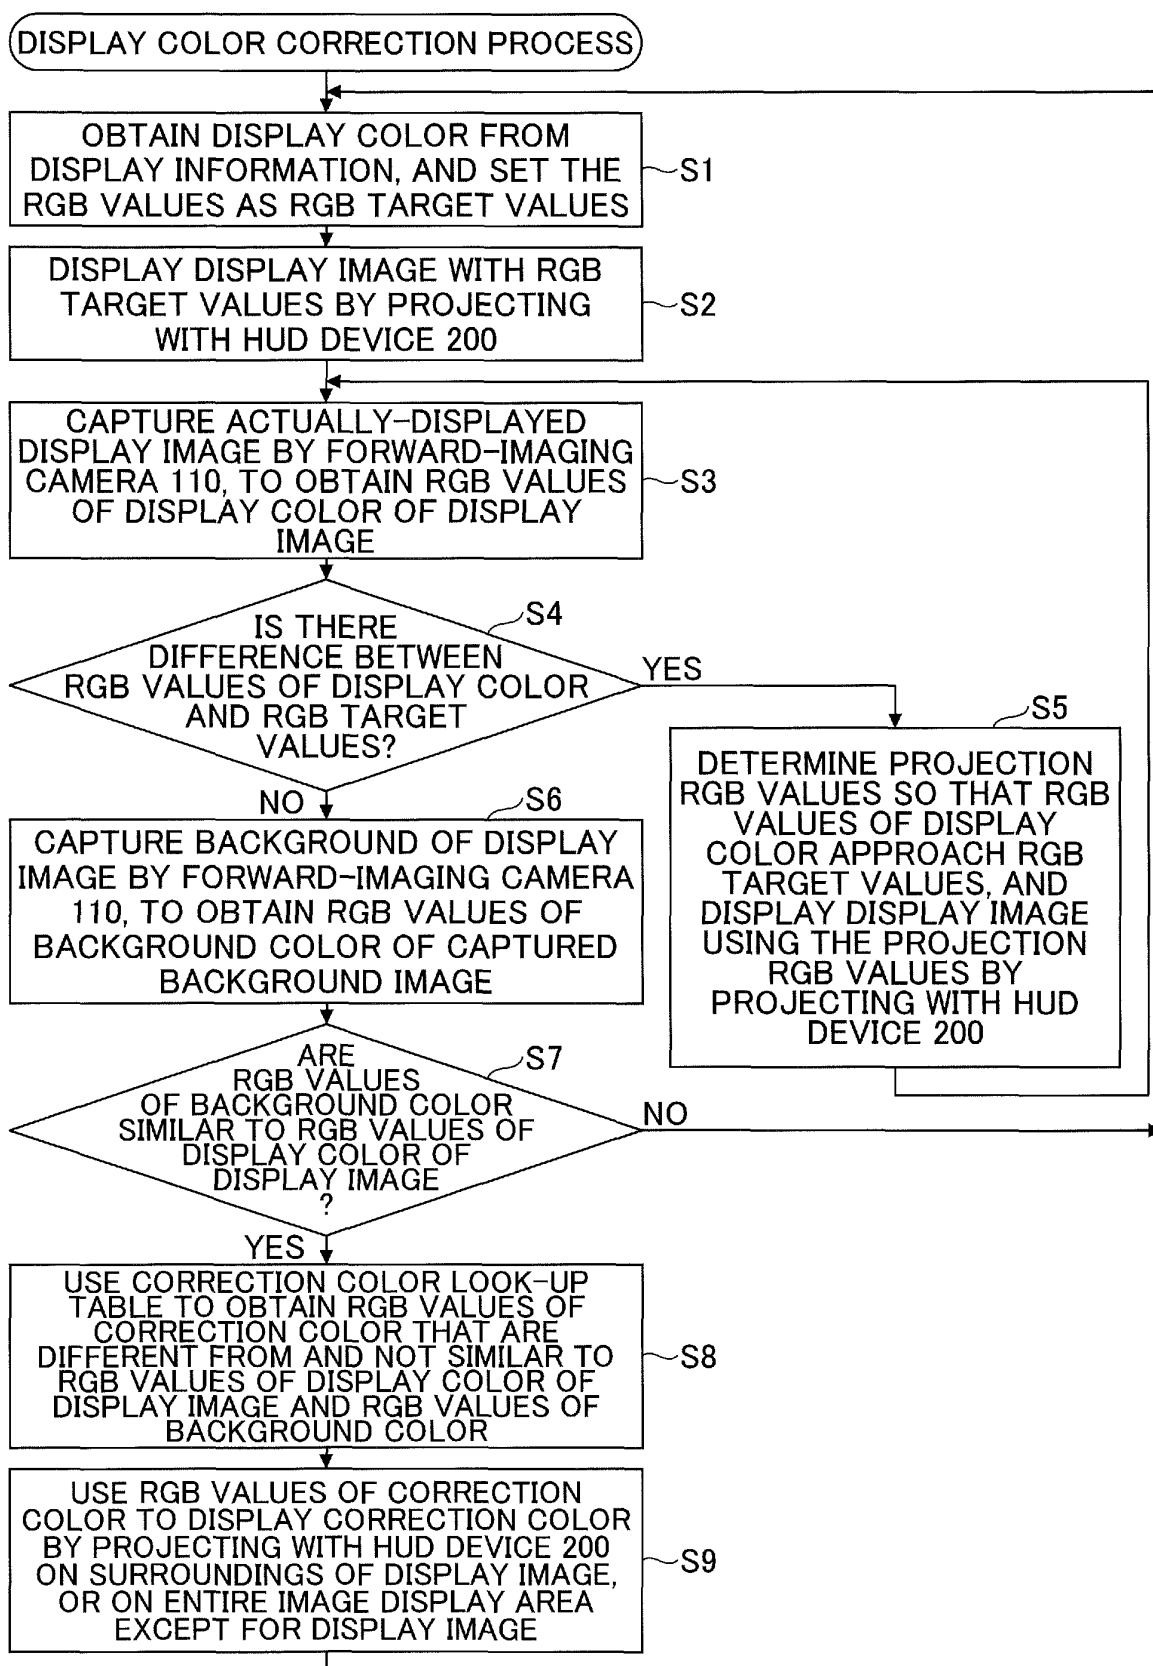 DISPLAY COLOR CORRECTION PROCESS
OBTAIN DISPLAY COLOR FROM
DISPLAY INFORMATION, AND SET THE
RGB VALUES AS RGB TARGET VALUES
S1
DISPLAY DISPLAY IMAGE WITH RGB
TARGET VALUES BY PROJECTING
WITH HUD DEVICE 200
S2
CAPTURE ACTUALLY-DISPLAYED
DISPLAY IMAGE BY FORWARD-IMAGING
CAMERA 110, TO OBTAIN RGB VALUES
OF DISPLAY COLOR OF DISPLAY
IMAGE
S3
S4
IS THERE
DIFFERENCE BETWEEN
RGB VALUES OF DISPLAY COLOR
AND RGB TARGET
VALUES?
YES
NO
S5
DETERMINE PROJECTION
RGB VALUES SO THAT RGB
VALUES OF DISPLAY
COLOR APPROACH RGB
TARGET VALUES, AND
DISPLAY DISPLAY IMAGE
USING THE PROJECTION
RGB VALUES BY
PROJECTING WITH HUD
DEVICE 200
S6
CAPTURE BACKGROUND OF DISPLAY
IMAGE BY FORWARD-IMAGING CAMERA
110, TO OBTAIN RGB VALUES OF
BACKGROUND COLOR OF CAPTURED
BACKGROUND IMAGE
S7
ARE
RGB VALUES
OF BACKGROUND COLOR
SIMILAR TO RGB VALUES OF
DISPLAY COLOR OF
DISPLAY IMAGE
?
NO
YES
USE CORRECTION COLOR LOOK-UP
TABLE TO OBTAIN RGB VALUES OF
CORRECTION COLOR THAT ARE
DIFFERENT FROM AND NOT SIMILAR TO
RGB VALUES OF DISPLAY COLOR OF
DISPLAY IMAGE AND RGB VALUES OF
BACKGROUND COLOR
S8
USE RGB VALUES OF CORRECTION
COLOR TO DISPLAY CORRECTION COLOR
BY PROJECTING WITH HUD DEVICE 200
ON SURROUNDINGS OF DISPLAY IMAGE,
OR ON ENTIRE IMAGE DISPLAY AREA
EXCEPT FOR DISPLAY IMAGE
S9